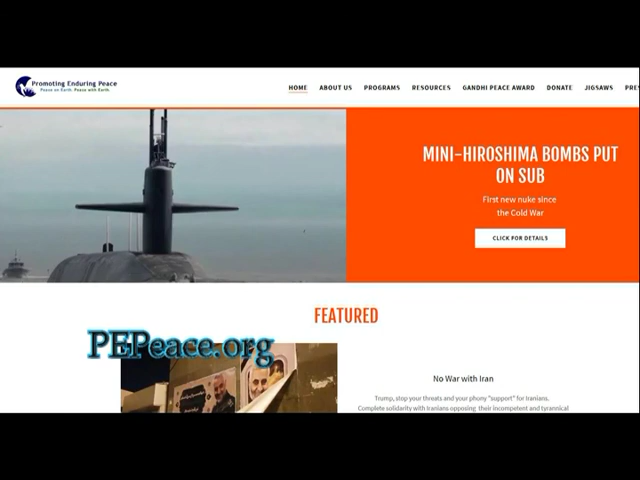 Promoting Enduring Peace
Peace on Earth. Peace with Earth.
HOME ABOUT US PROGRAMS RESOURCES GANDHI PEACE AWARD DONATE JIGSAWS PRE
MINI-HIROSHIMA BOMBS PUT
ON SUB
First new nuke since
the Cold War
CLICK FOR DETAILS
FEATURED
PEPeace.org
No War with Iran
Trump, stop your threats and your phony "support" for Iranians.
Complete solidarity with Iranians opposing their incompetent and tyrannical